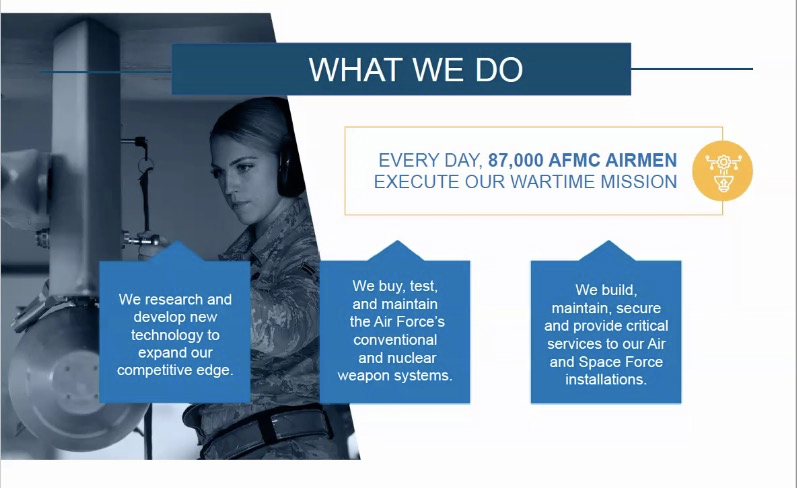 WHAT WE DO
EVERY DAY, 87,000 AFMC AIRMEN
EXECUTE OUR WARTIME MISSION
We research and
develop new
technology to
expand our
competitive edge.
We buy, test,
and maintain
the Air Force’s
conventional
and nuclear
weapon systems.
We build,
maintain, secure
and provide critical
services to our Air
and Space Force
installations.